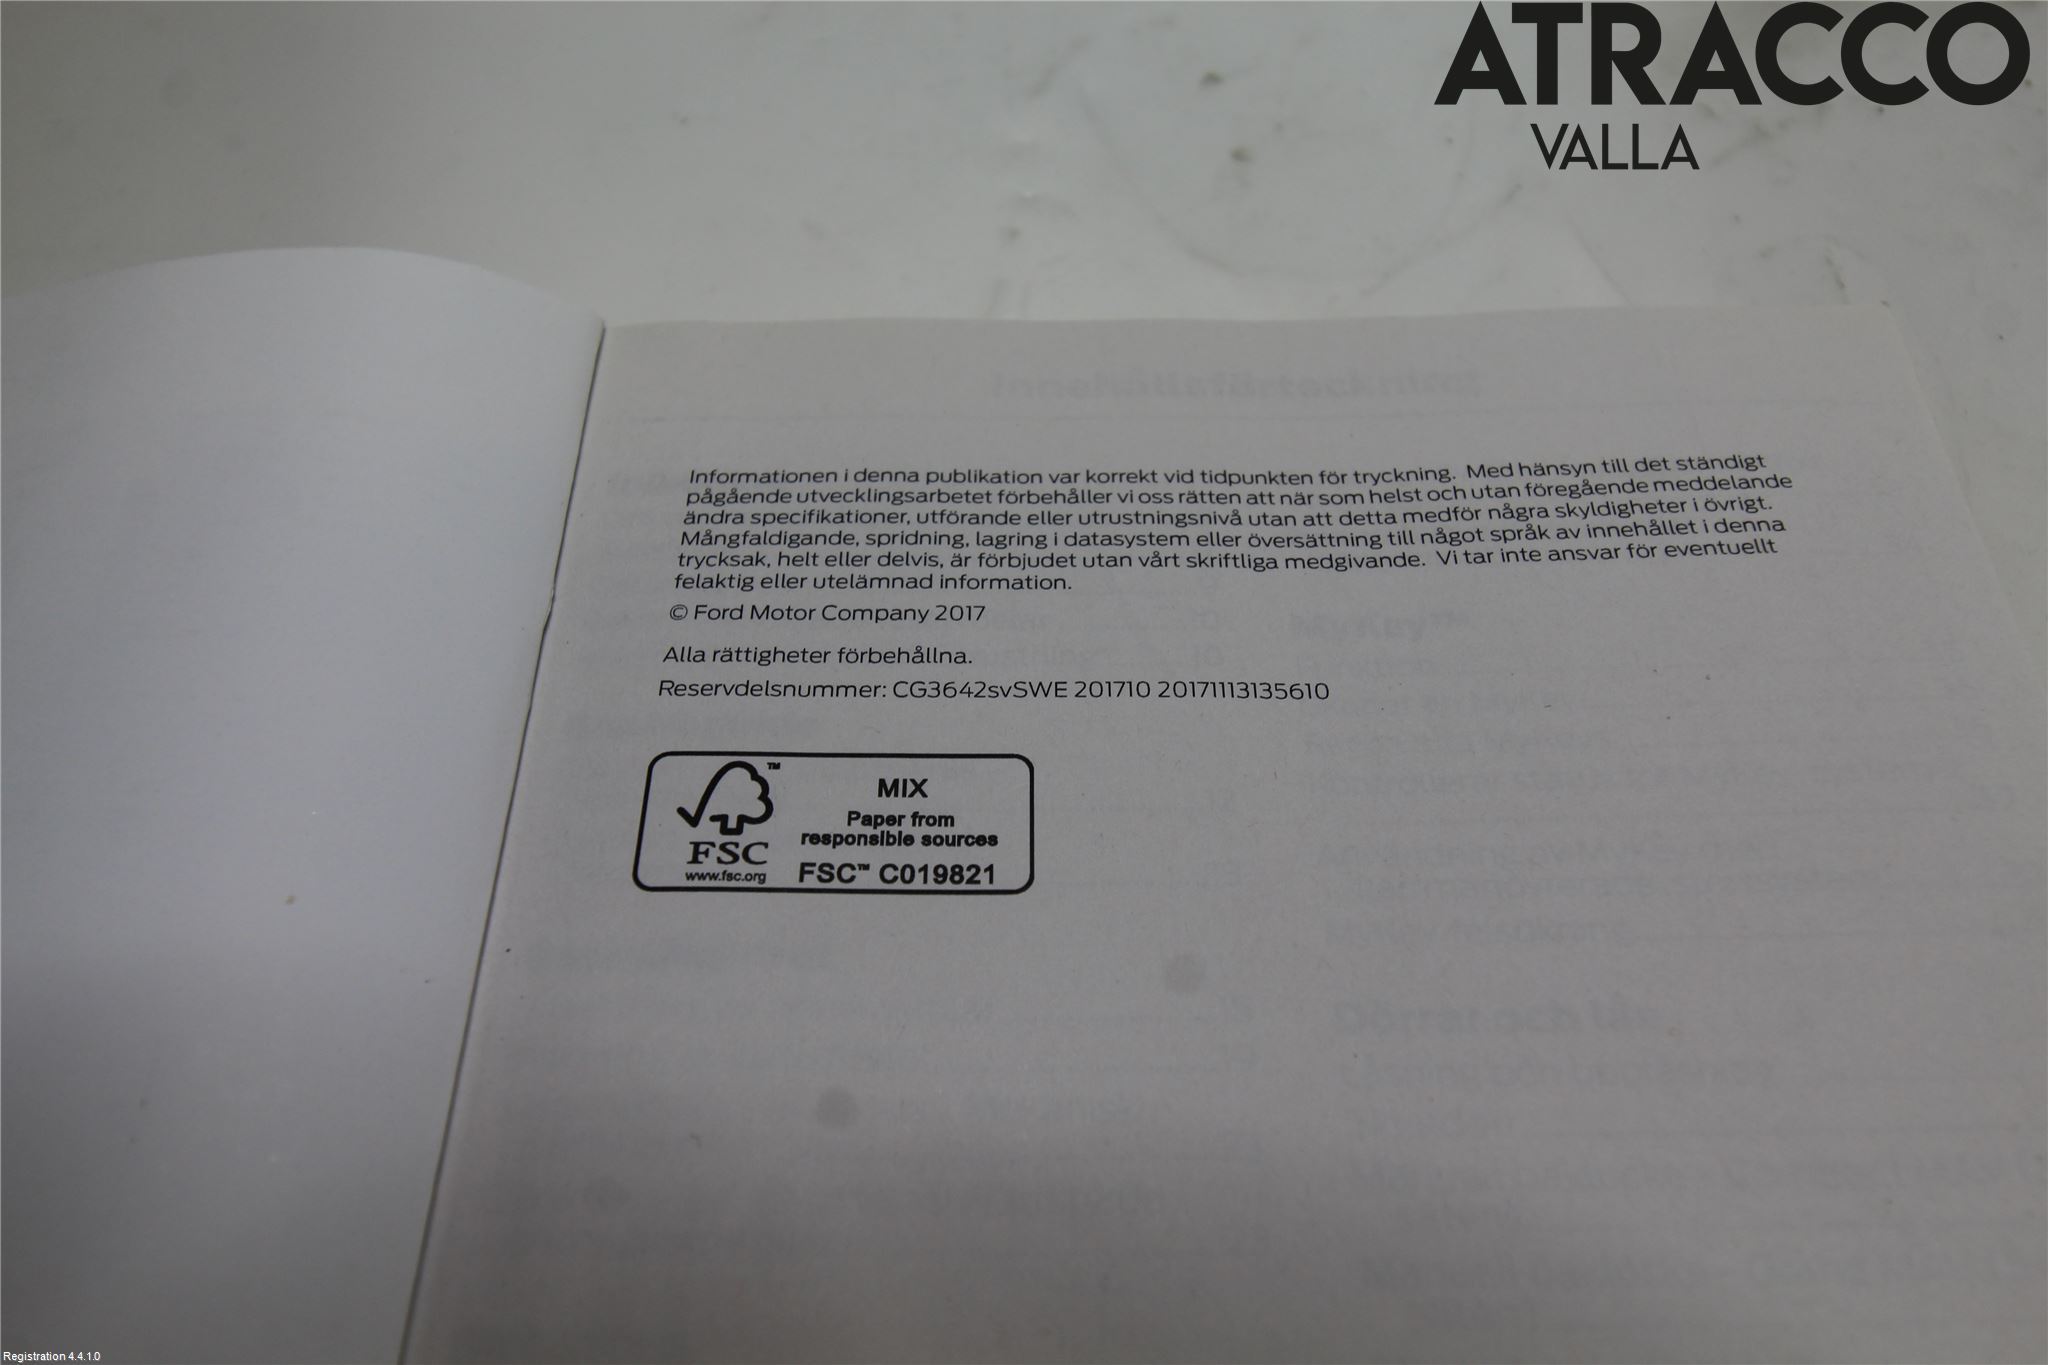 ATRACCO
VALLA
Informationen i denna publikation var korrekt vid tidpunkten för tryckning. Med hänsyn till det ständigt
pågående utvecklingsarbetet förbehåller vi oss rätten att när som helst och utan föregående meddelande
ändra specifikationer, utförande eller utrustningsnivå utan att detta medför några skyldigheter i övrigt.
Mångfaldigande, spridning, lagring i datasystem eller översättning till något språk av innehållet i denna
trycksak, helt eller delvis, är förbjudet utan vårt skriftliga medgivande. Vi tar inte ansvar för eventuellt
felaktig eller utelämnad information.
© Ford Motor Company 2017
Alla rättigheter förbehållna.
Reservdelsnummer: CG3642svSWE 201710 20171113135610
MIX
Paper from
responsible sources
FSC
www.fsc.org
FSC™ C019821
Registration 4.4.1.0